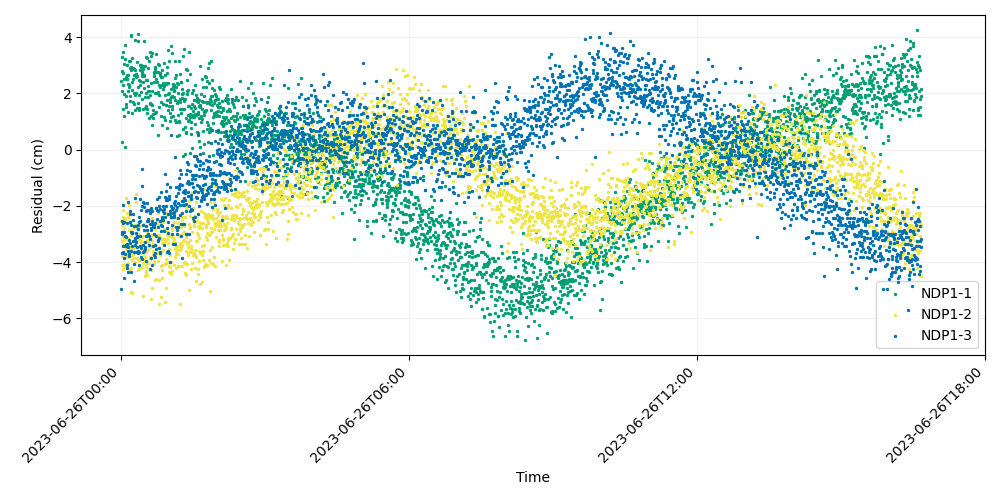 4
2
0
−2
−4
−6
Residual (cm)
NDP1-1
NDP1-2
NDP1-3
2023-06-26T00:00
2023-06-26T06:00
2023-06-26T12:00
2023-06-26T18:00
Time